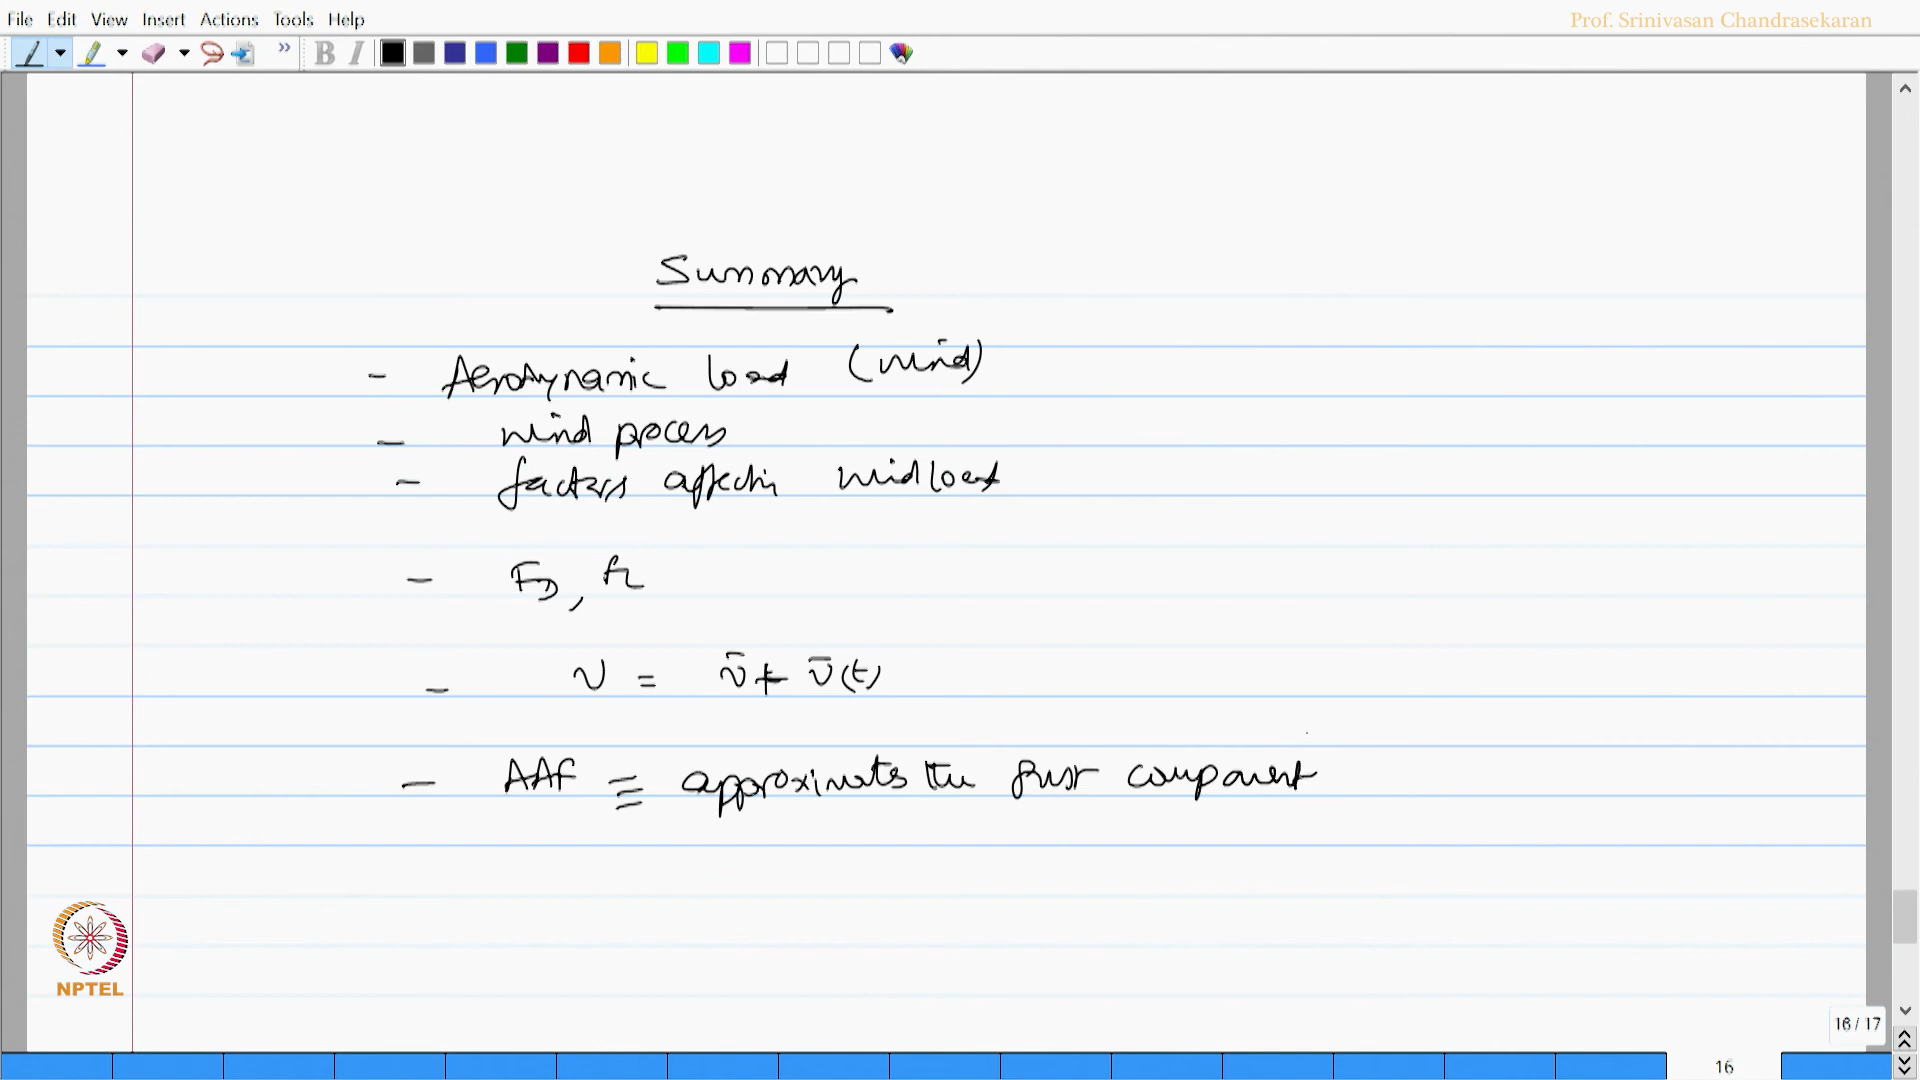 File Edit View Insert Actions Tools Help
Prof. Srinivasan Chandrasekaran
B I
Summary
- Aerodynamic load (wind)
- wind process
- factors affectin windload
- FD, FL
- v = v̄ + v̄(t)
- AAF ≡ approximates the gust component
NPTEL
16 / 17
16